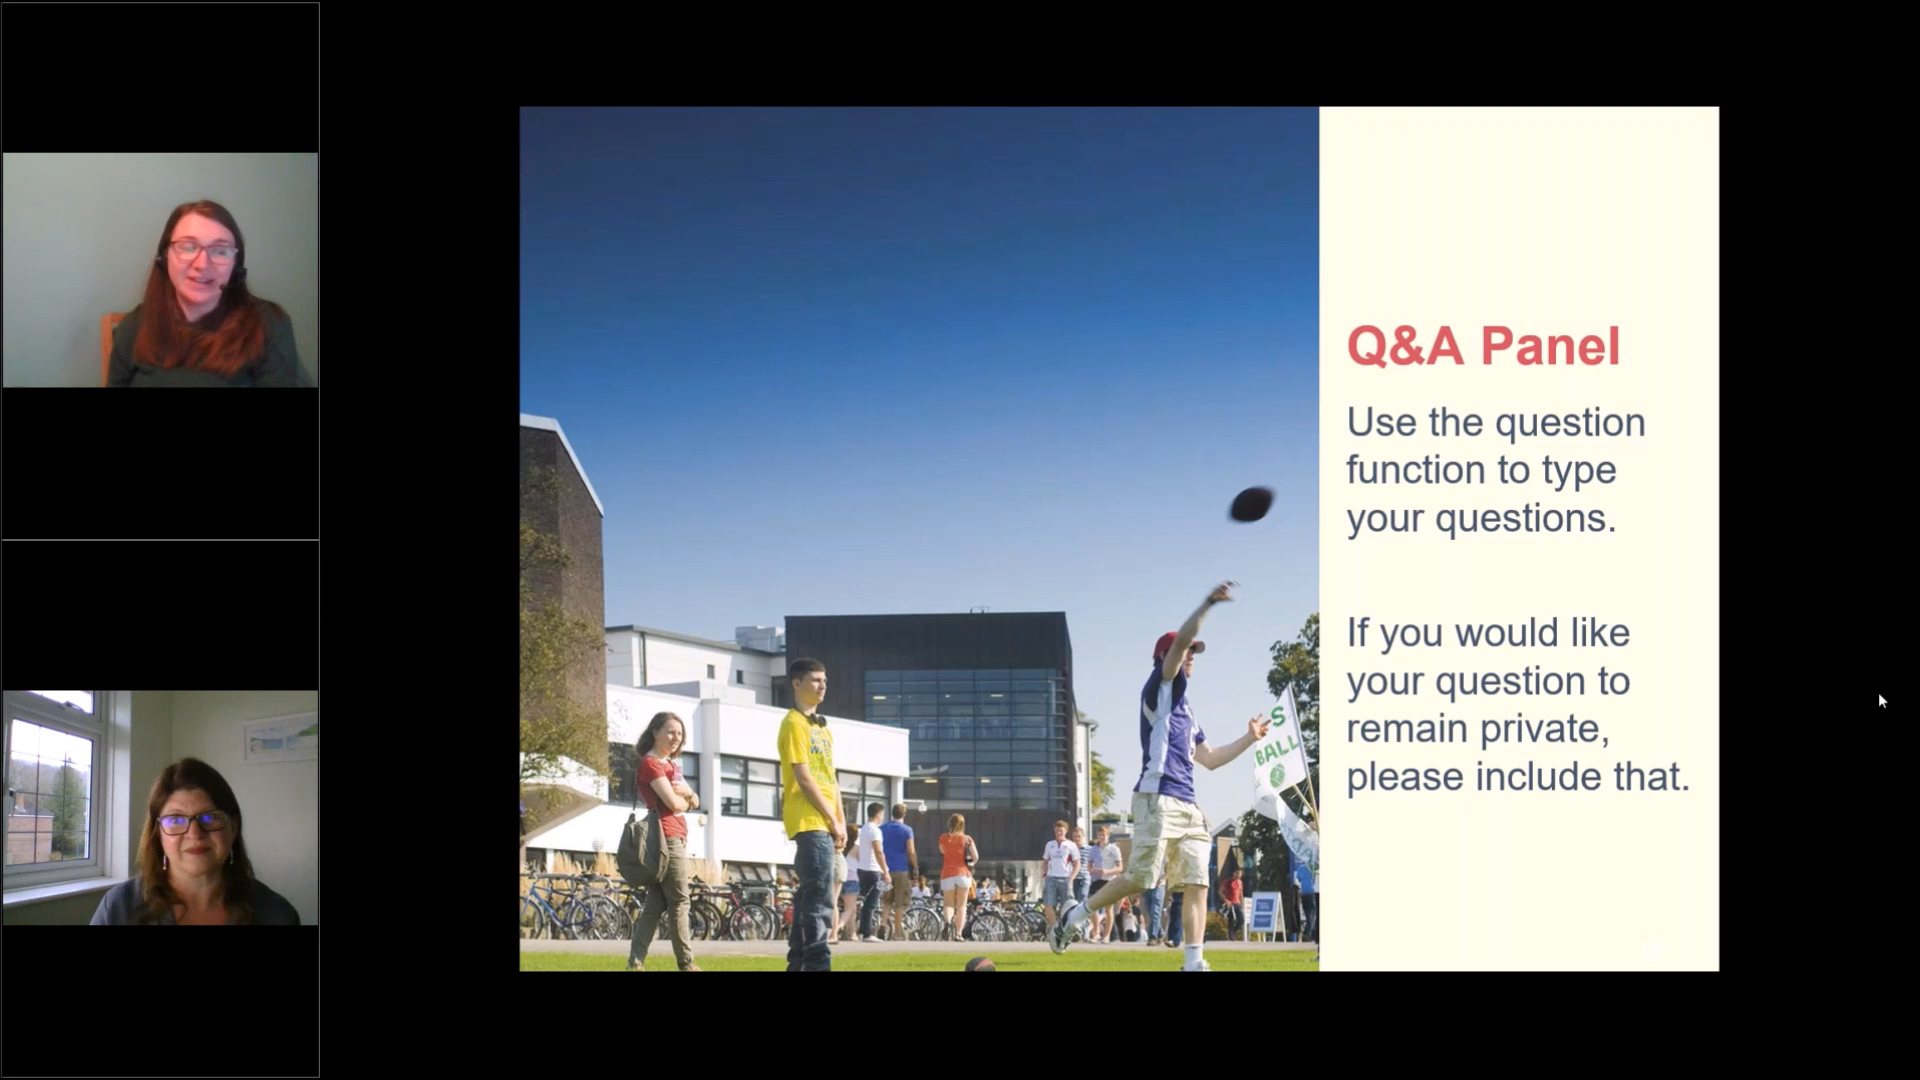 Q&A Panel
Use the question
function to type
your questions.
If you would like
your question to
remain private,
please include that.
S
BALL